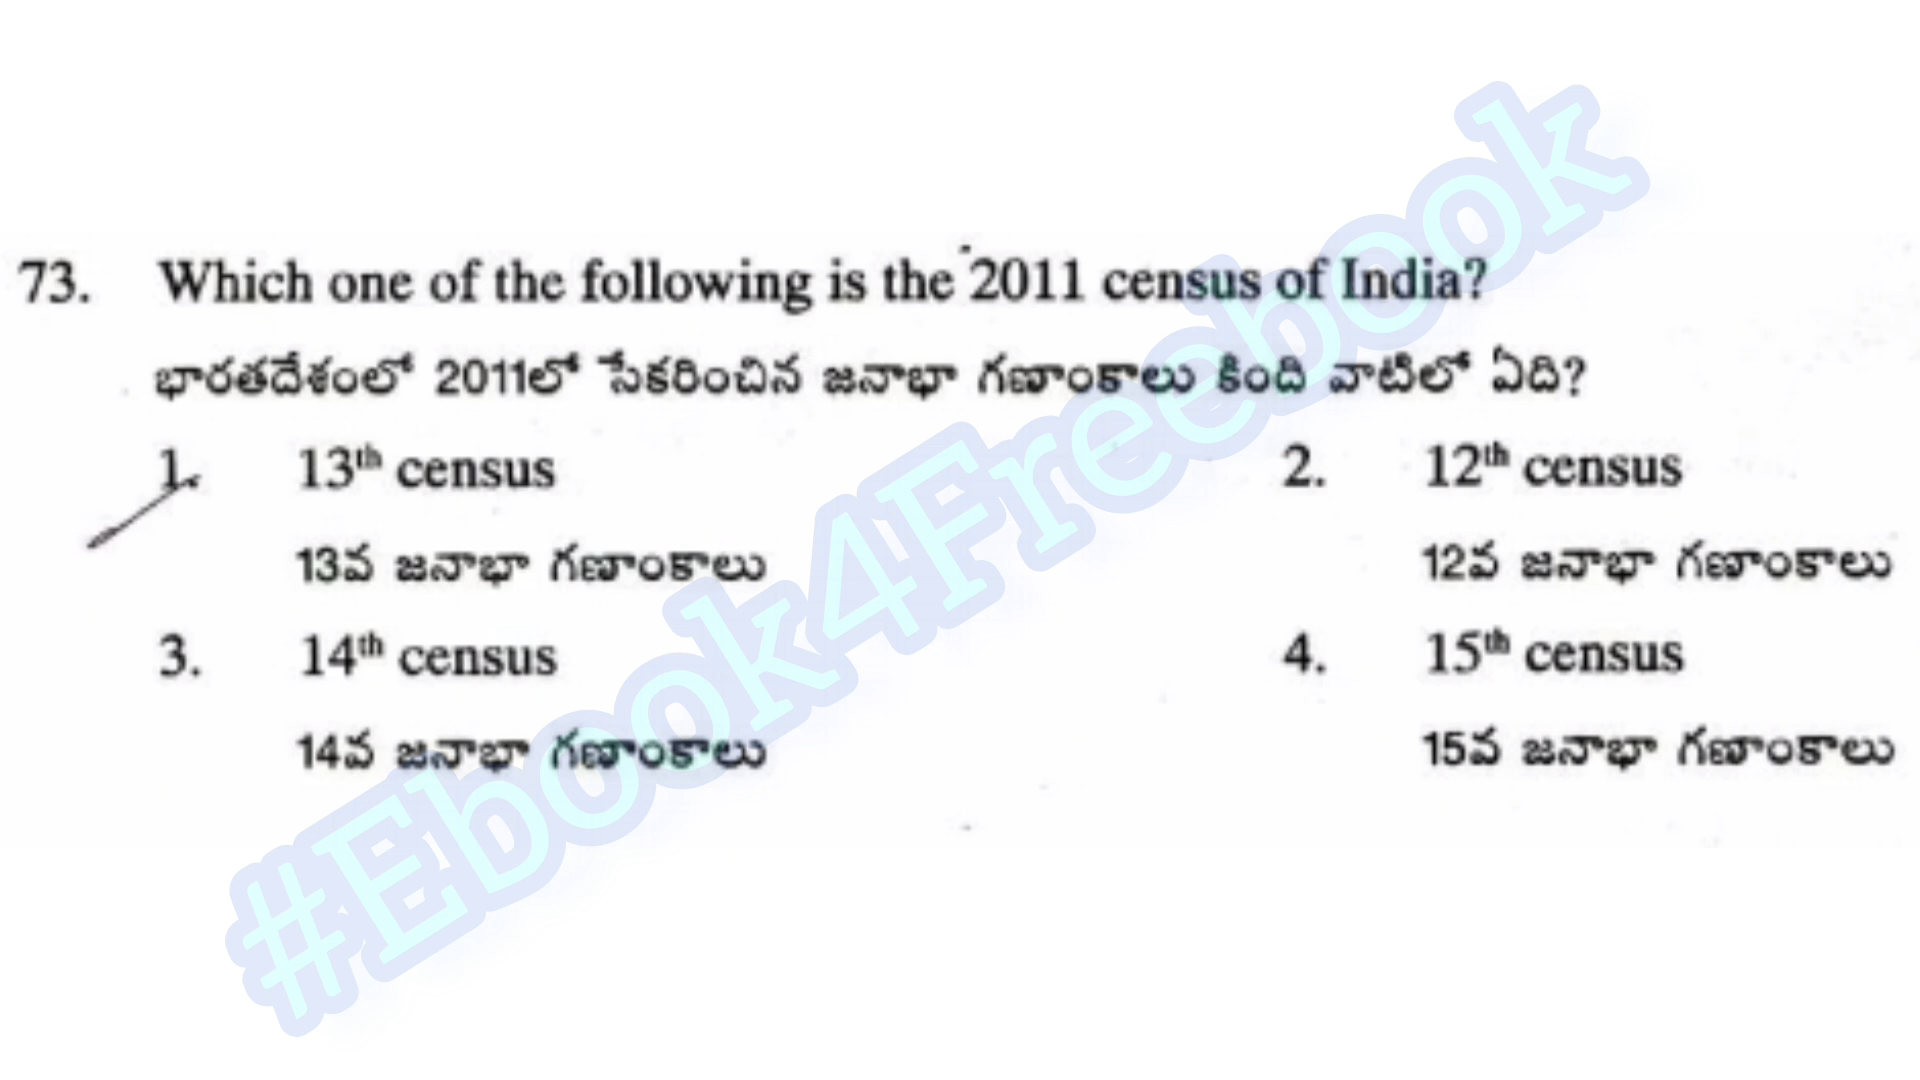 73. Which one of the following is the 2011 census of India?
భారతదేశంలో 2011లో సేకరించిన జనాభా గణాంకాలు కింది వాటిలో ఏది?
1. 13th census 2. 12th census
13వ జనాభా గణాంకాలు 12వ జనాభా గణాంకాలు
3. 14th census 4. 15th census
14వ జనాభా గణాంకాలు 15వ జనాభా గణాంకాలు
#Ebook4Freebook